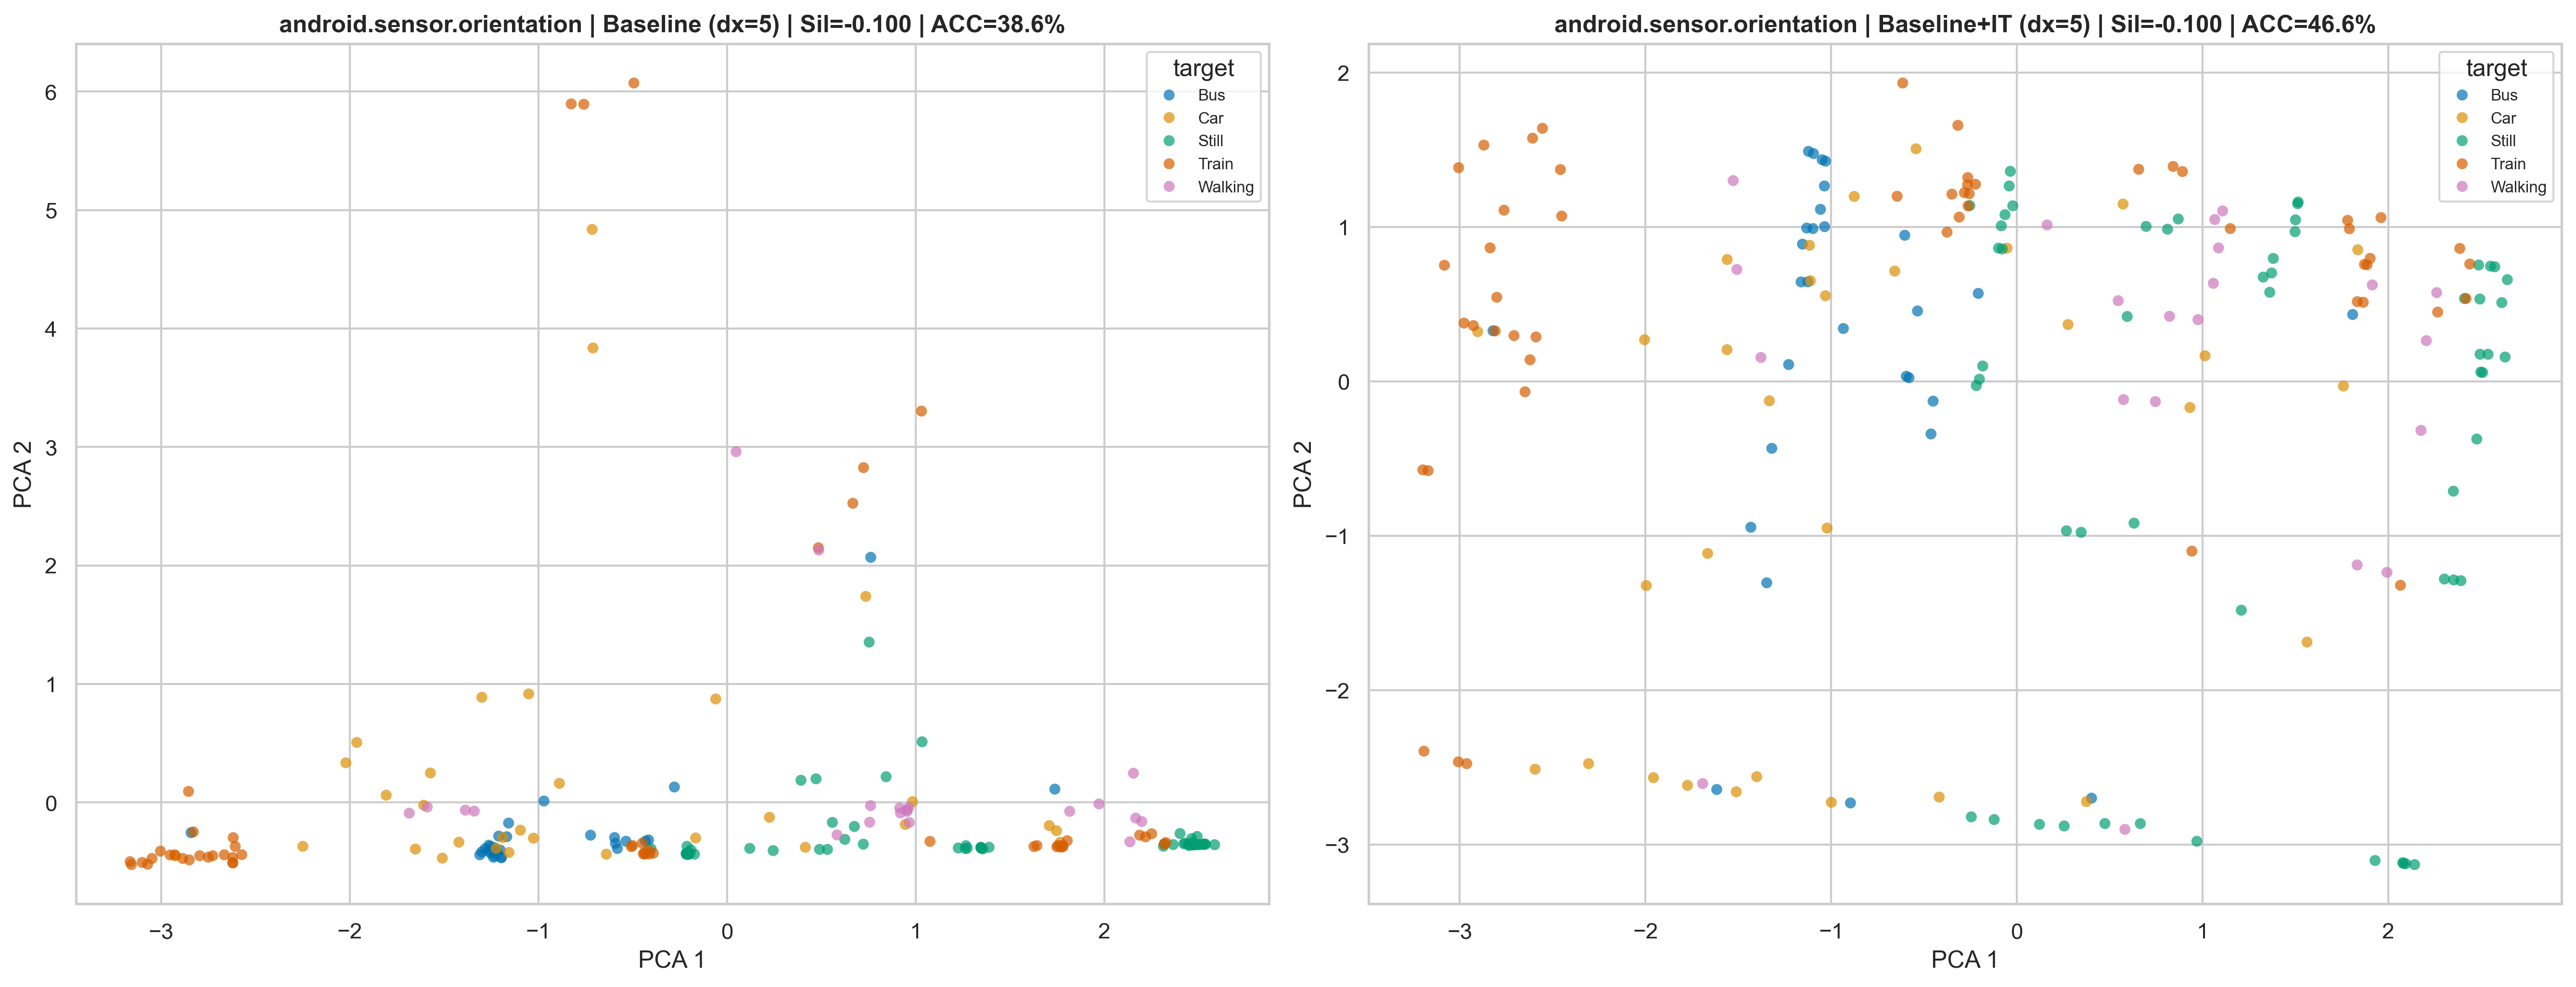 android.sensor.orientation | Baseline (dx=5) | Sil=-0.100 | ACC=38.6%
target
Bus
Car
Still
Train
Walking
6
5
4
3
2
1
0
PCA 2
−3
−2
−1
0
1
2
PCA 1
android.sensor.orientation | Baseline+IT (dx=5) | Sil=-0.100 | ACC=46.6%
target
Bus
Car
Still
Train
Walking
2
1
0
−1
−2
−3
PCA 2
−3
−2
−1
0
1
2
PCA 1